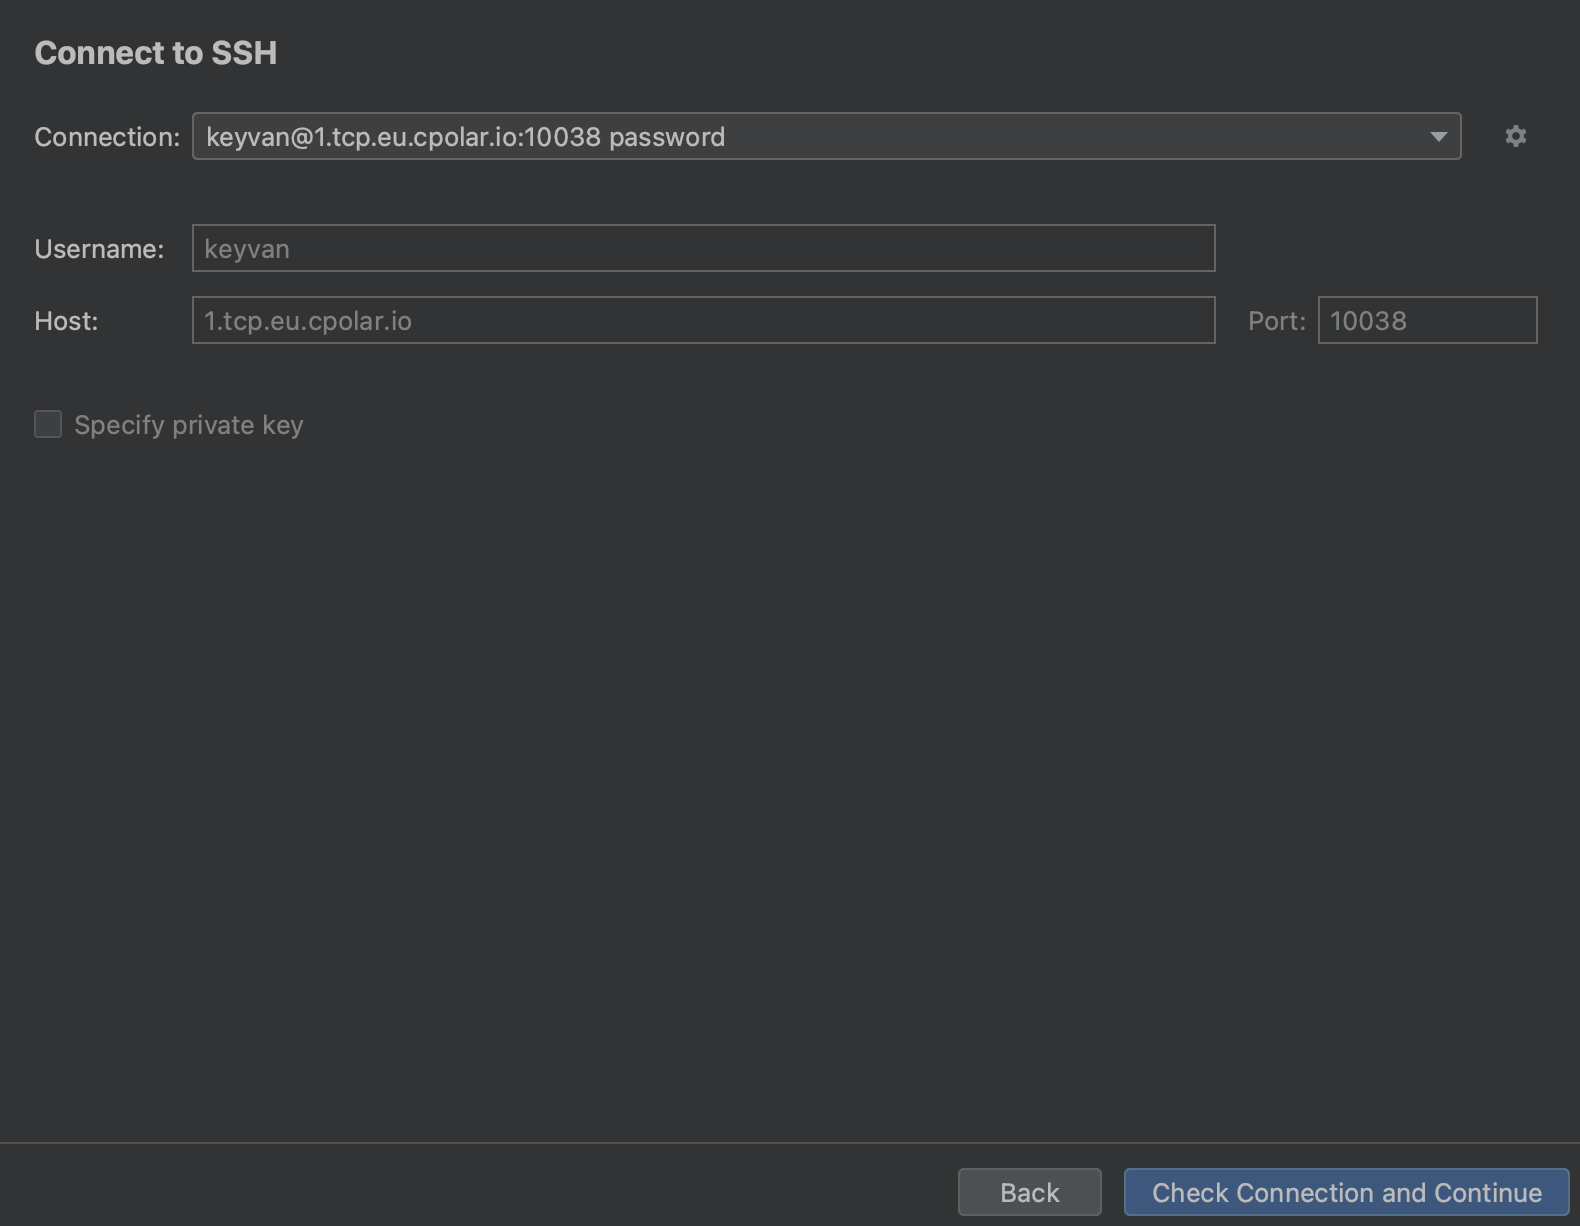 Connect to SSH
Connection: keyvan@1.tcp.eu.cpolar.io:10038 password
Username: keyvan
Host: 1.tcp.eu.cpolar.io Port: 10038
Specify private key
Back Check Connection and Continue